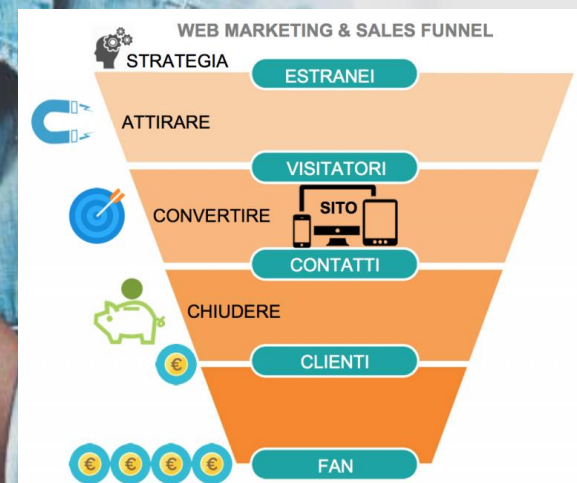 WEB MARKETING & SALES FUNNEL
STRATEGIA
ESTRANEI
ATTIRARE
VISITATORI
CONVERTIRE
SITO
CONTATTI
CHIUDERE
€
CLIENTI
€ € € €
FAN